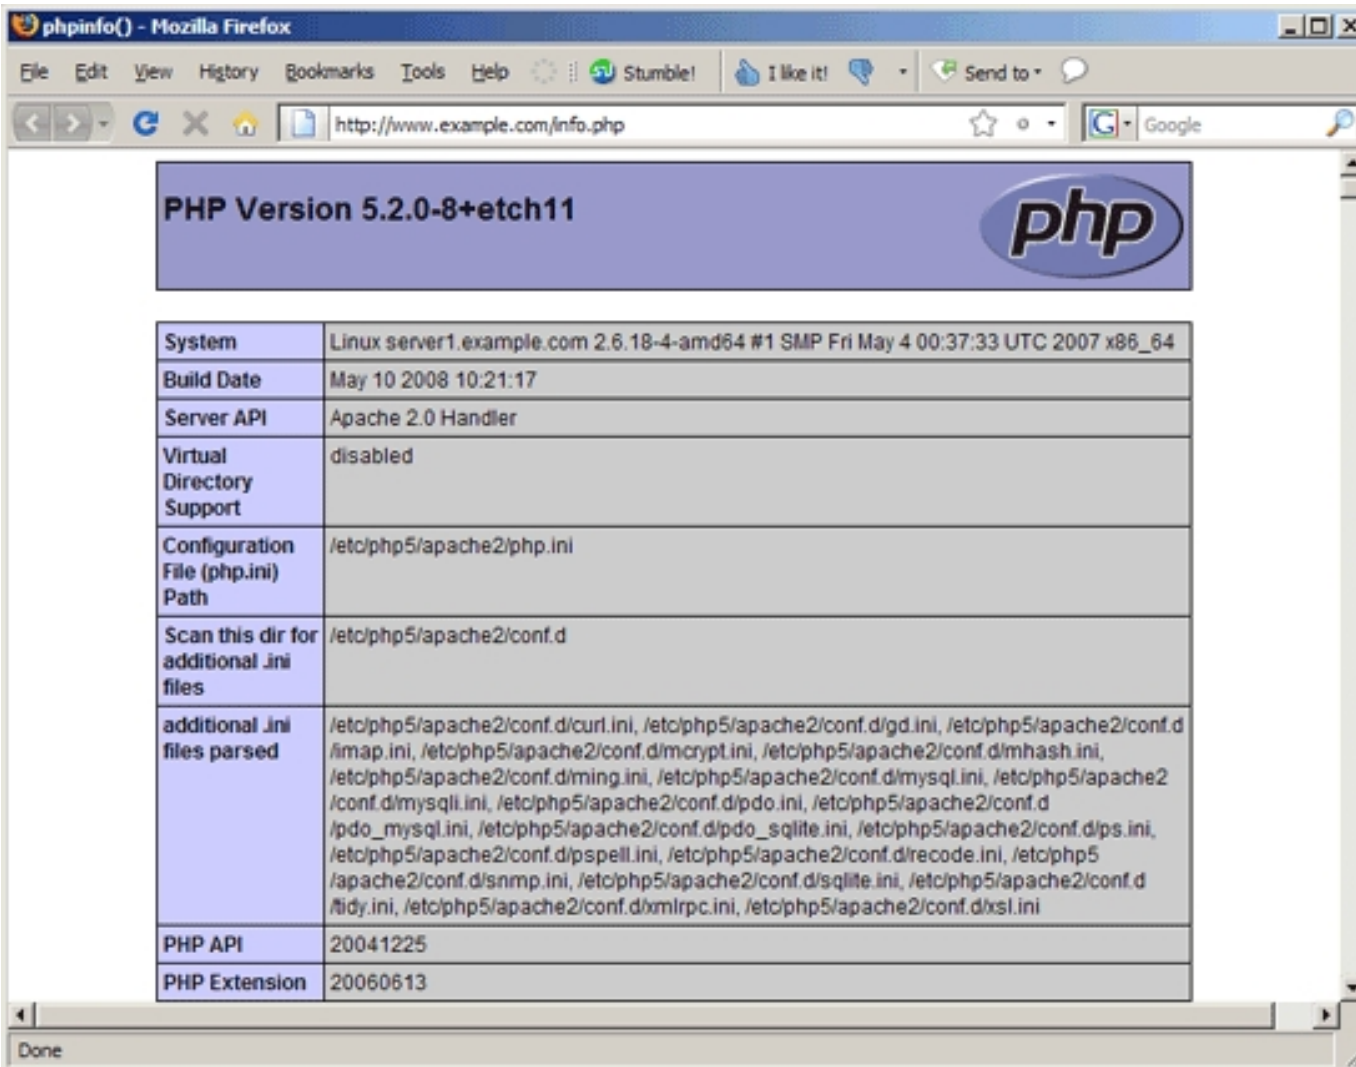 phpinfo() - Mozilla Firefox
File Edit View History Bookmarks Tools Help Stumble! I like it! Send to
http://www.example.com/info.php Google
PHP Version 5.2.0-8+etch11
php
System Linux server1.example.com 2.6.18-4-amd64 #1 SMP Fri May 4 00:37:33 UTC 2007 x86_64
Build Date May 10 2008 10:21:17
Server API Apache 2.0 Handler
Virtual disabled
Directory
Support
Configuration /etc/php5/apache2/php.ini
File (php.ini)
Path
Scan this dir for /etc/php5/apache2/conf.d
additional .ini
files
additional .ini /etc/php5/apache2/conf.d/curl.ini, /etc/php5/apache2/conf.d/gd.ini, /etc/php5/apache2/conf.d
files parsed /imap.ini, /etc/php5/apache2/conf.d/mcrypt.ini, /etc/php5/apache2/conf.d/mhash.ini,
/etc/php5/apache2/conf.d/ming.ini, /etc/php5/apache2/conf.d/mysql.ini, /etc/php5/apache2
/conf.d/mysqli.ini, /etc/php5/apache2/conf.d/pdo.ini, /etc/php5/apache2/conf.d
/pdo_mysql.ini, /etc/php5/apache2/conf.d/pdo_sqlite.ini, /etc/php5/apache2/conf.d/ps.ini,
/etc/php5/apache2/conf.d/pspell.ini, /etc/php5/apache2/conf.d/recode.ini, /etc/php5
/apache2/conf.d/snmp.ini, /etc/php5/apache2/conf.d/sqlite.ini, /etc/php5/apache2/conf.d
/tidy.ini, /etc/php5/apache2/conf.d/xmlrpc.ini, /etc/php5/apache2/conf.d/xsl.ini
PHP API 20041225
PHP Extension 20060613
Done